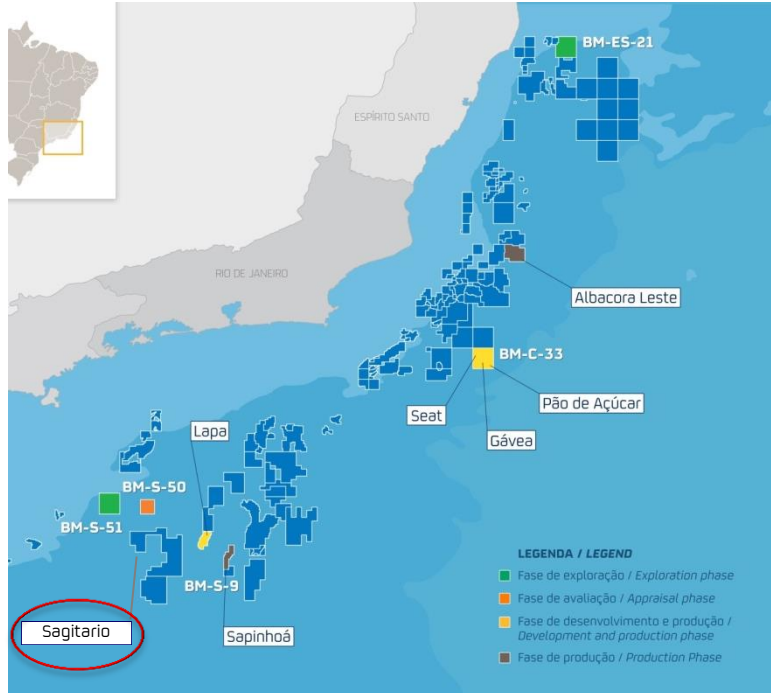 BM-ES-21
ESPÍRITO SANTO
RIO DE JANEIRO
Albacora Leste
BM-C-33
Pão de Açúcar
Seat
Gávea
Lapa
BM-S-50
BM-S-51
BM-S-9
Sagitario
Sapinhoá
LEGENDA / LEGEND
Fase de exploração / Exploration phase
Fase de avaliação / Appraisal phase
Fase de desenvolvimento e produção /
Development and production phase
Fase de produção / Production Phase